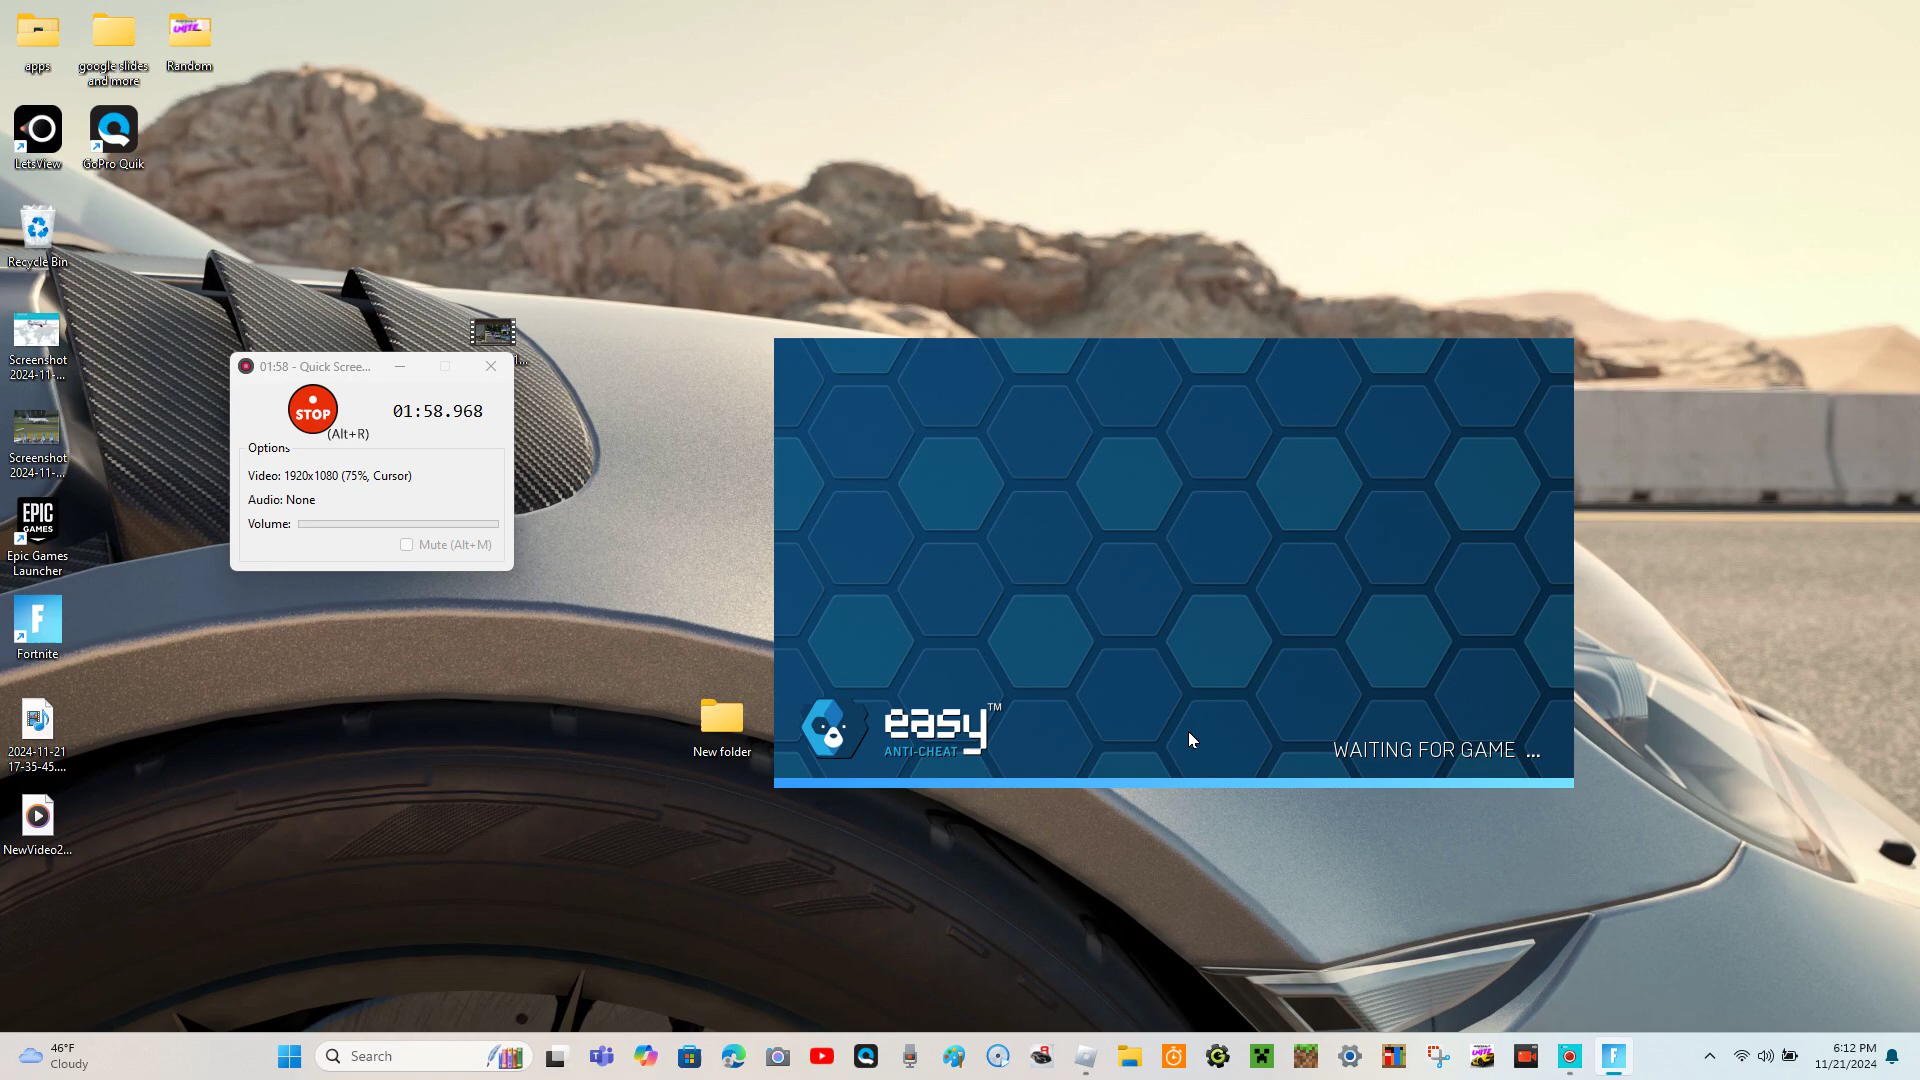 apps
google slides
and more
Random
LetsView
GoPro Quik
Recycle Bin
Screenshot
2024-11-...
Screenshot
2024-11-...
EPIC
GAMES
Epic Games
Launcher
F
Fortnite
2024-11-21
17-35-45....
NewVideo2...
1...
01:58 - Quick Scree...
STOP
01:58.968
(Alt+R)
Options
Video: 1920x1080 (75%, Cursor)
Audio: None
Volume:
Mute (Alt+M)
New folder
easy™
ANTI-CHEAT
WAITING FOR GAME ...
46°F
Cloudy
Search
6:12 PM
11/21/2024